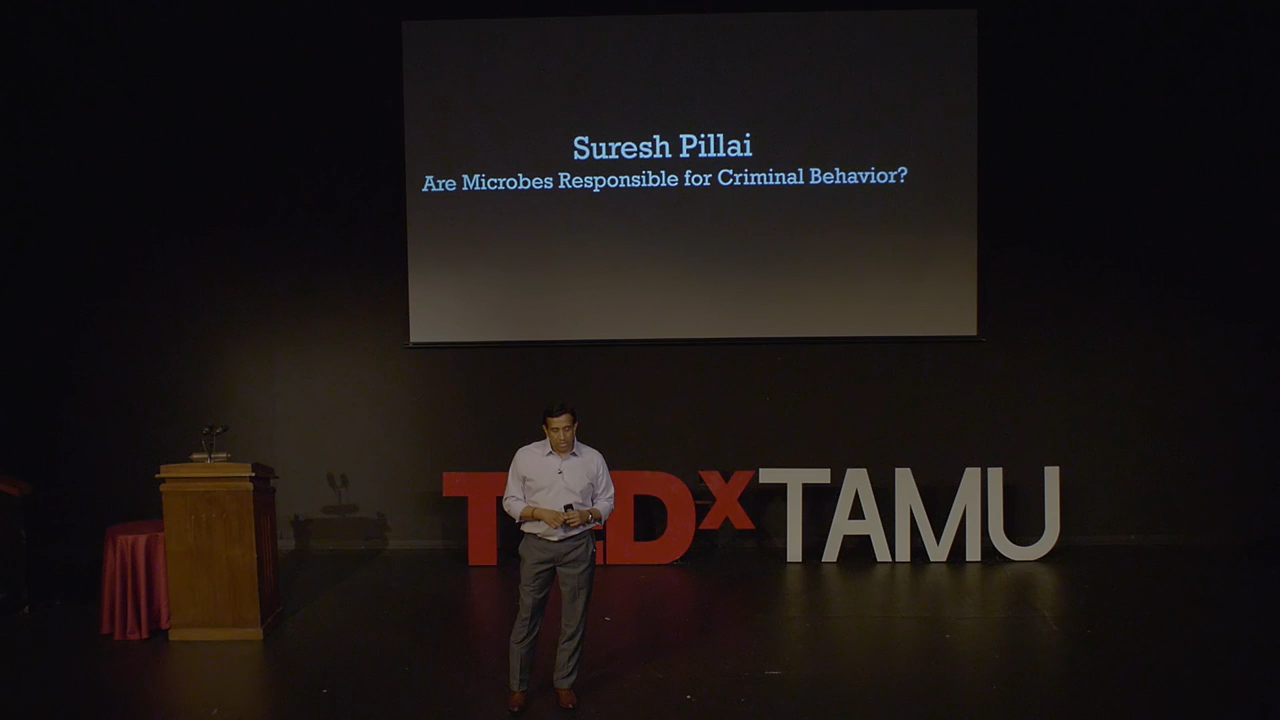 Suresh Pillai
Are Microbes Responsible for Criminal Behavior?
TEDxTAMU